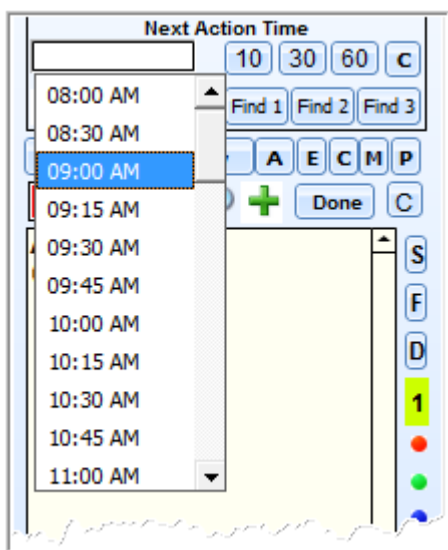 Next Action Time
10 30 60 C
08:00 AM
Find 1 Find 2 Find 3
08:30 AM
A E C M P
09:00 AM
09:15 AM
Done C
09:30 AM
S
09:45 AM
F
10:00 AM
10:15 AM
D
10:30 AM
1
10:45 AM
11:00 AM